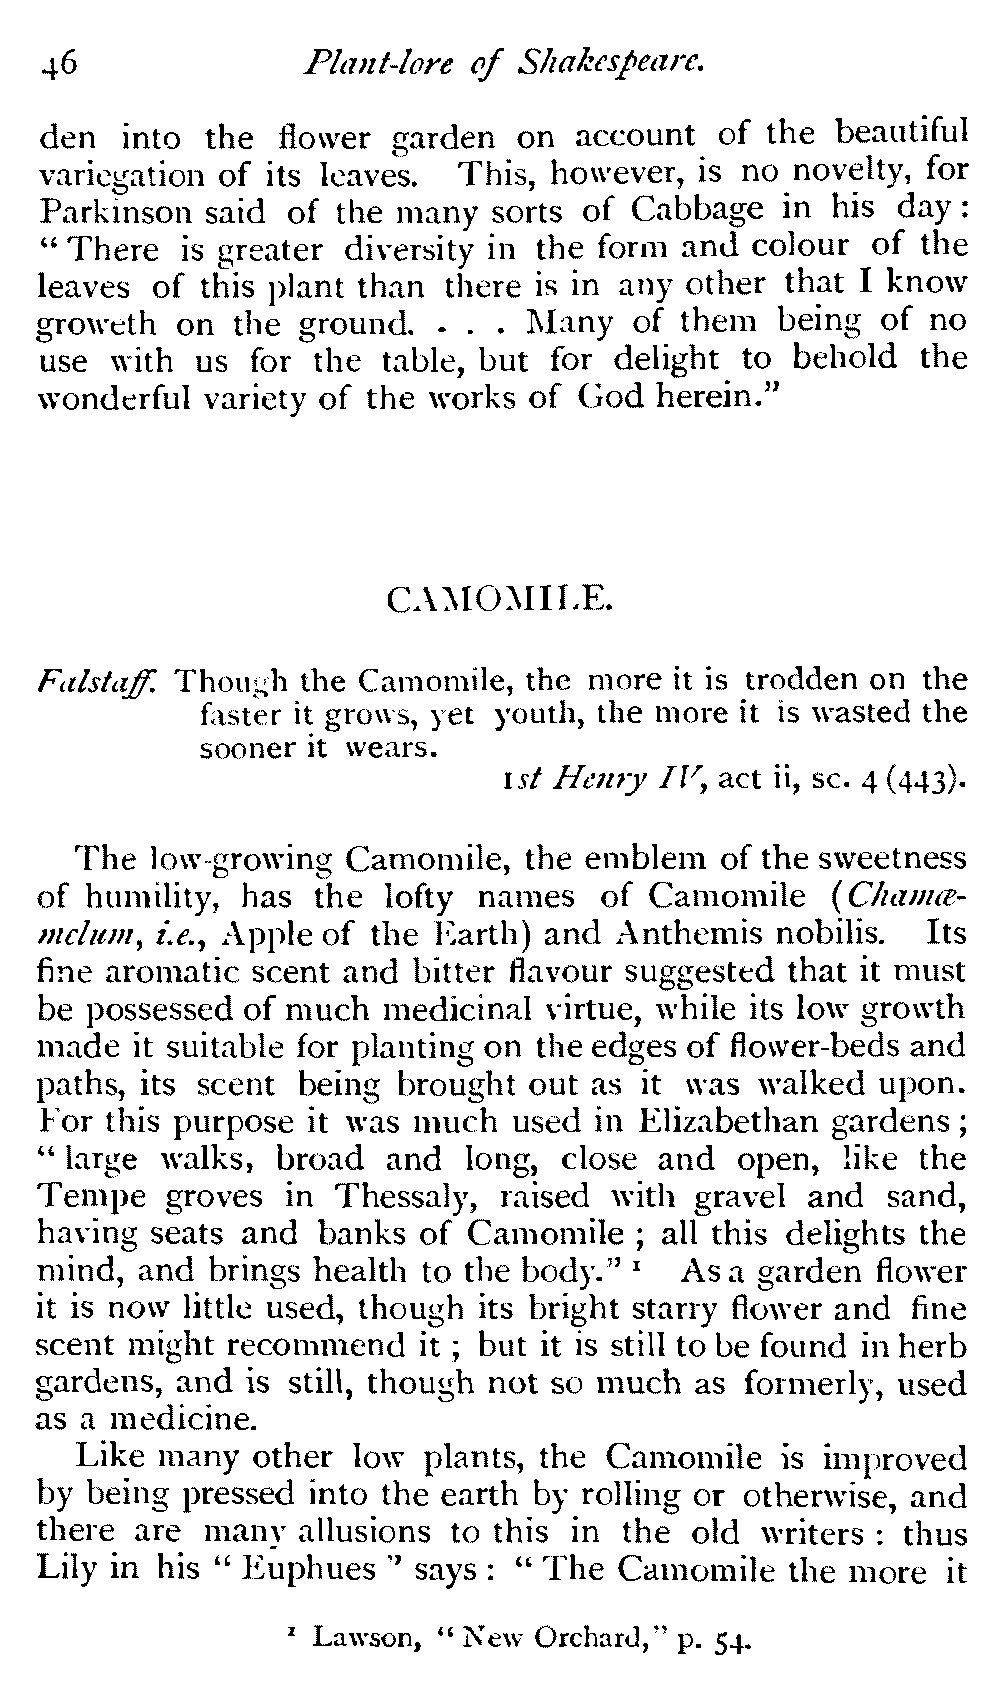 46 Plant-lore of Shakespeare.
den into the flower garden on account of the beautiful
variegation of its leaves. This, however, is no novelty, for
Parkinson said of the many sorts of Cabbage in his day :
“ There is greater diversity in the form and colour of the
leaves of this plant than there is in any other that I know
groweth on the ground. . . . Many of them being of no
use with us for the table, but for delight to behold the
wonderful variety of the works of God herein.”
CAMOMILE.
Falstaff. Though the Camomile, the more it is trodden on the
faster it grows, yet youth, the more it is wasted the
sooner it wears.
1st Henry IV, act ii, sc. 4 (443).
The low-growing Camomile, the emblem of the sweetness
of humility, has the lofty names of Camomile (Chamæ-
melum, i.e., Apple of the Earth) and Anthemis nobilis. Its
fine aromatic scent and bitter flavour suggested that it must
be possessed of much medicinal virtue, while its low growth
made it suitable for planting on the edges of flower-beds and
paths, its scent being brought out as it was walked upon.
For this purpose it was much used in Elizabethan gardens ;
“ large walks, broad and long, close and open, like the
Tempe groves in Thessaly, raised with gravel and sand,
having seats and banks of Camomile ; all this delights the
mind, and brings health to the body.” ¹ As a garden flower
it is now little used, though its bright starry flower and fine
scent might recommend it ; but it is still to be found in herb
gardens, and is still, though not so much as formerly, used
as a medicine.
Like many other low plants, the Camomile is improved
by being pressed into the earth by rolling or otherwise, and
there are many allusions to this in the old writers : thus
Lily in his “ Euphues ” says : “ The Camomile the more it
¹ Lawson, “ New Orchard,” p. 54.